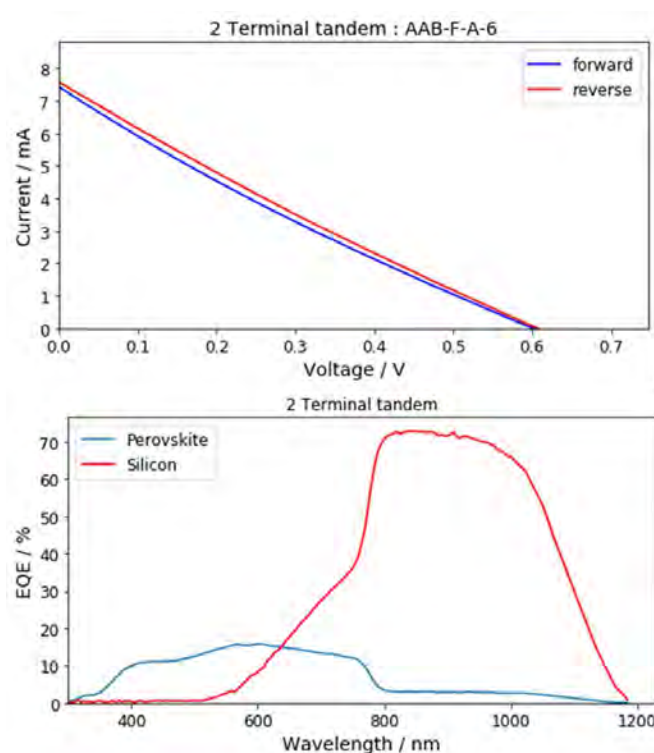 2 Terminal tandem : AAB-F-A-6
forward
reverse
8
7
6
5
4
3
2
1
0
Current / mA
0.0 0.1 0.2 0.3 0.4 0.5 0.6 0.7
Voltage / V
2 Terminal tandem
Perovskite
Silicon
70
60
50
40
30
20
10
0
EQE / %
400 600 800 1000 1200
Wavelength / nm